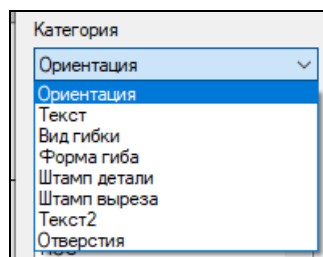 Категория
Ориентация
Ориентация
Текст
Вид гибки
Форма гиба
Штамп детали
Штамп выреза
Текст2
Отверстия